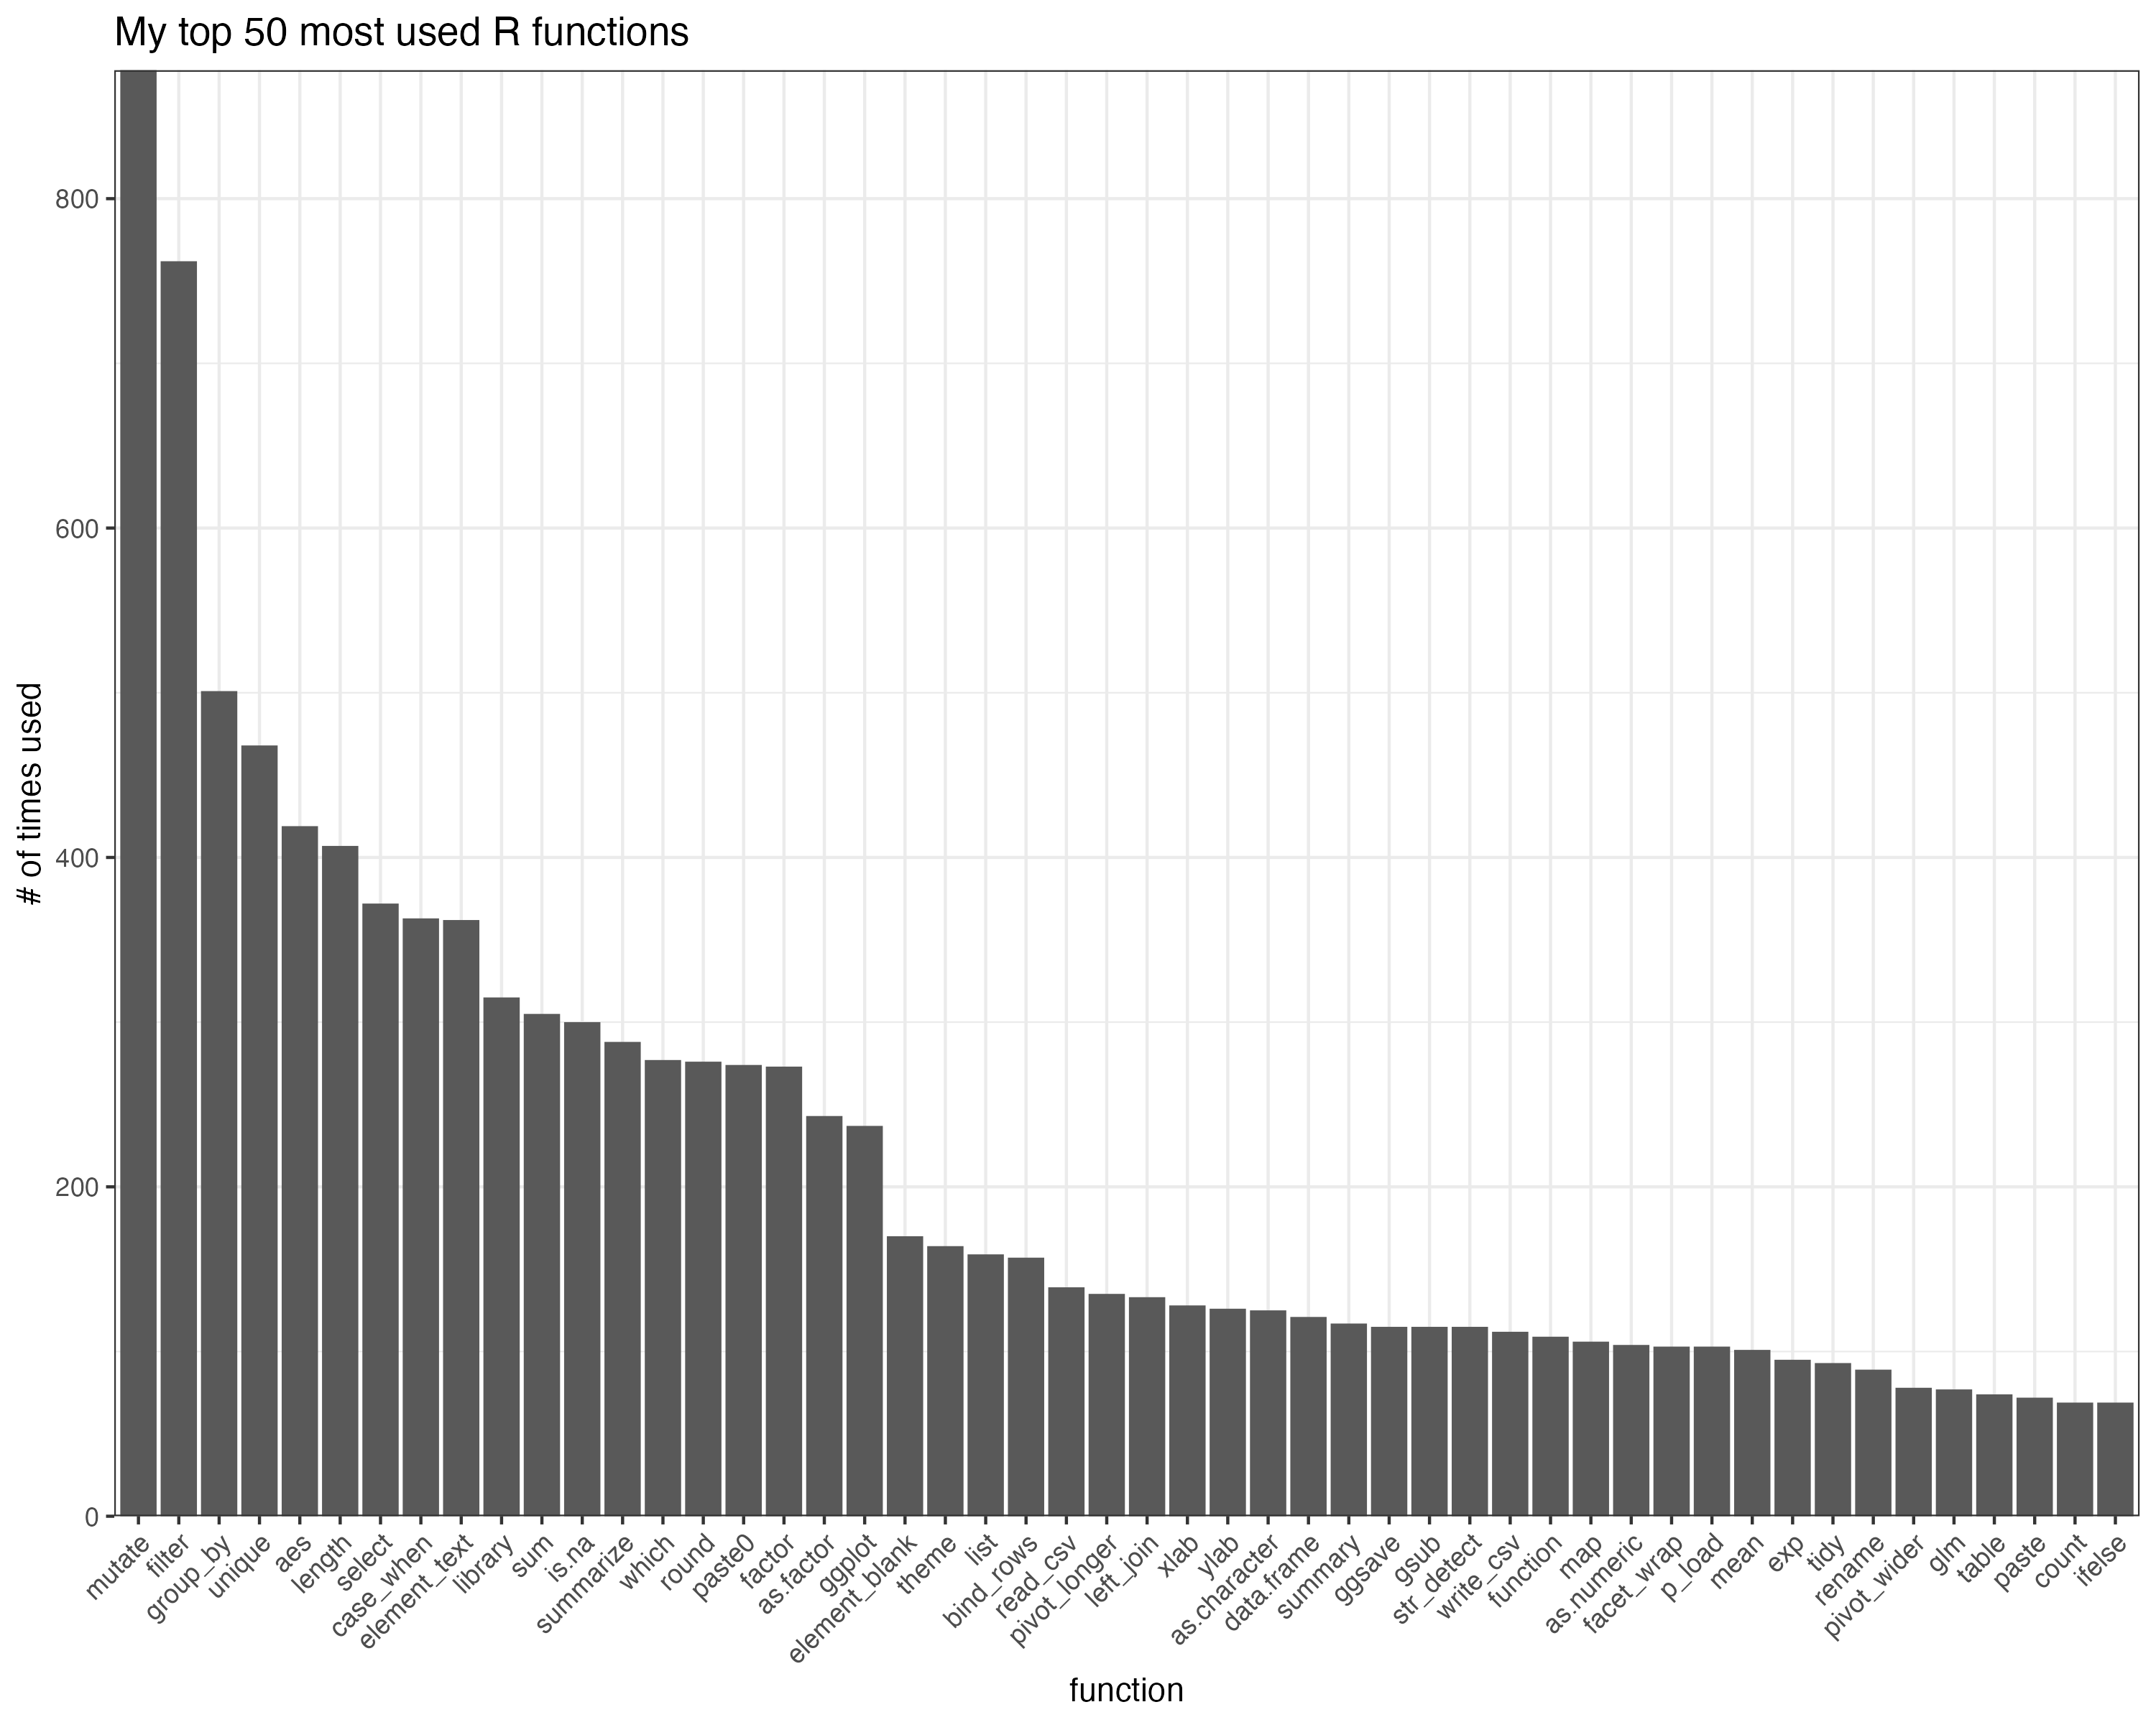 My top 50 most used R functions
# of times used
800
600
400
200
0
mutate
filter
group_by
unique
aes
length
select
case_when
element_text
library
sum
is.na
summarize
which
round
paste0
factor
as.factor
ggplot
element_blank
theme
list
bind_rows
read_csv
pivot_longer
left_join
xlab
ylab
as.character
data.frame
summary
ggsave
gsub
str_detect
write_csv
function
map
as.numeric
facet_wrap
p_load
mean
exp
tidy
rename
pivot_wider
glm
table
paste
count
ifelse
function